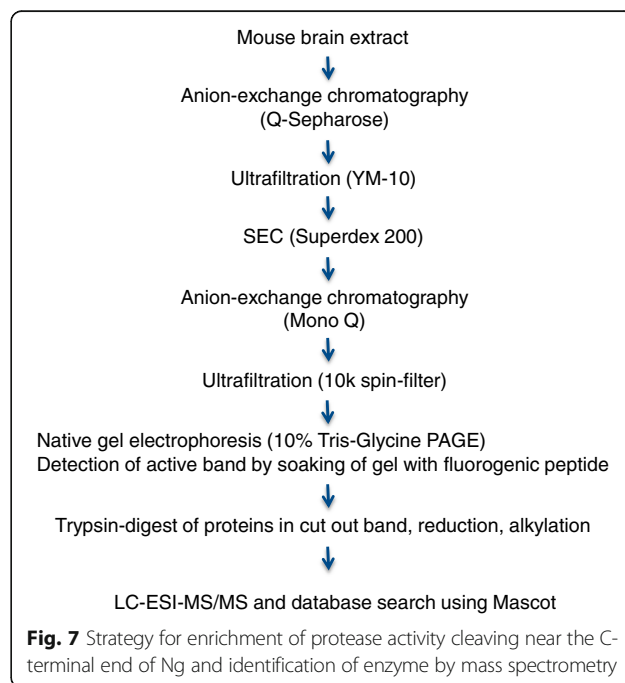 Mouse brain extract
Anion-exchange chromatography
(Q-Sepharose)
Ultrafiltration (YM-10)
SEC (Superdex 200)
Anion-exchange chromatography
(Mono Q)
Ultrafiltration (10k spin-filter)
Native gel electrophoresis (10% Tris-Glycine PAGE)
Detection of active band by soaking of gel with fluorogenic peptide
Trypsin-digest of proteins in cut out band, reduction, alkylation
LC-ESI-MS/MS and database search using Mascot
Fig. 7 Strategy for enrichment of protease activity cleaving near the C-
terminal end of Ng and identification of enzyme by mass spectrometry